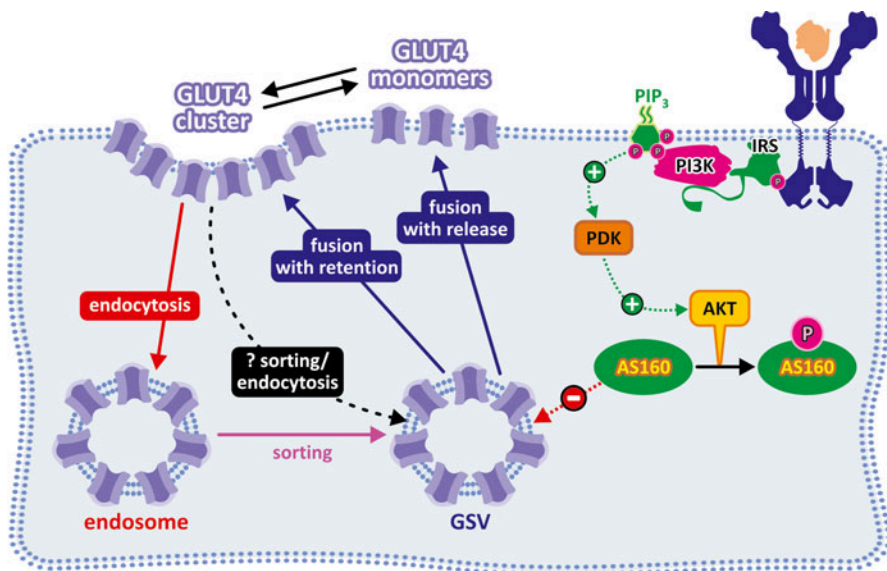 GLUT4
monomers
GLUT4
cluster
PIP3
P
P
P
PI3K
IRS
P
fusion
with release
fusion
with retention
+
PDK
endocytosis
+
AKT
P
? sorting/
endocytosis
AS160
AS160
−
sorting
endosome
GSV